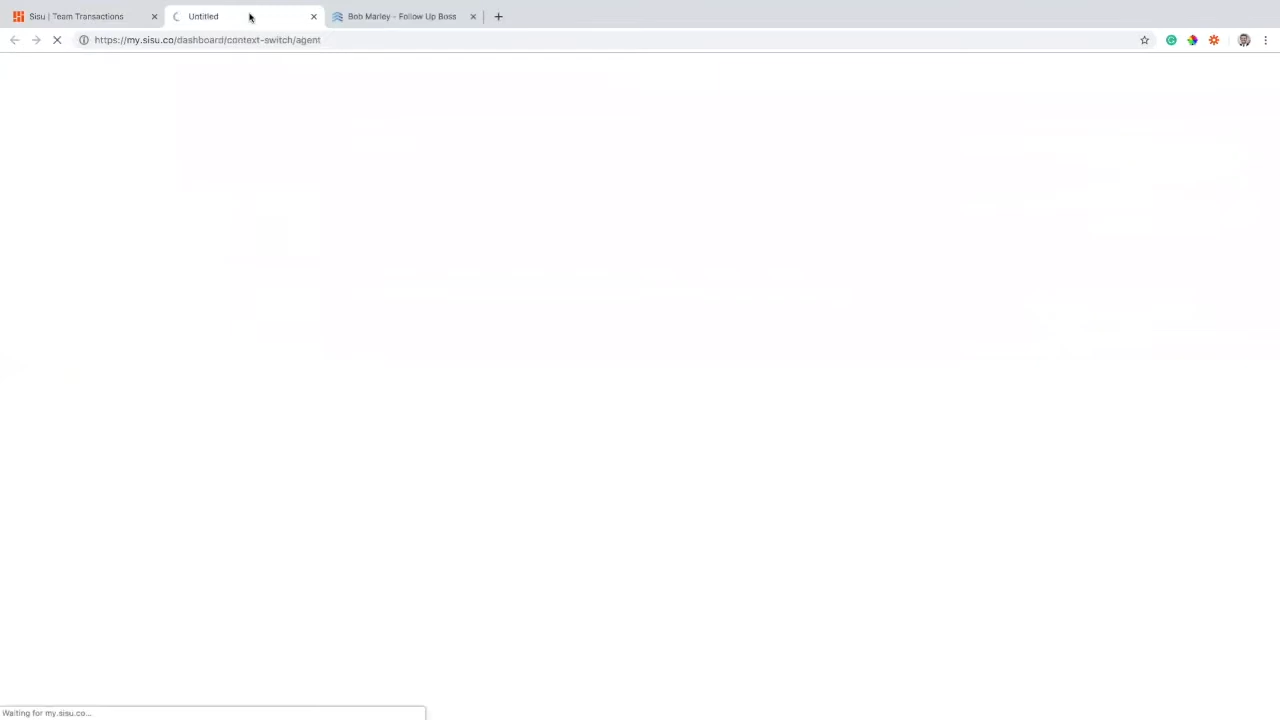 Sisu | Team Transactions
Untitled
Bob Marley - Follow Up Boss
https://my.sisu.co/dashboard/context-switch/agent
Waiting for my.sisu.co...